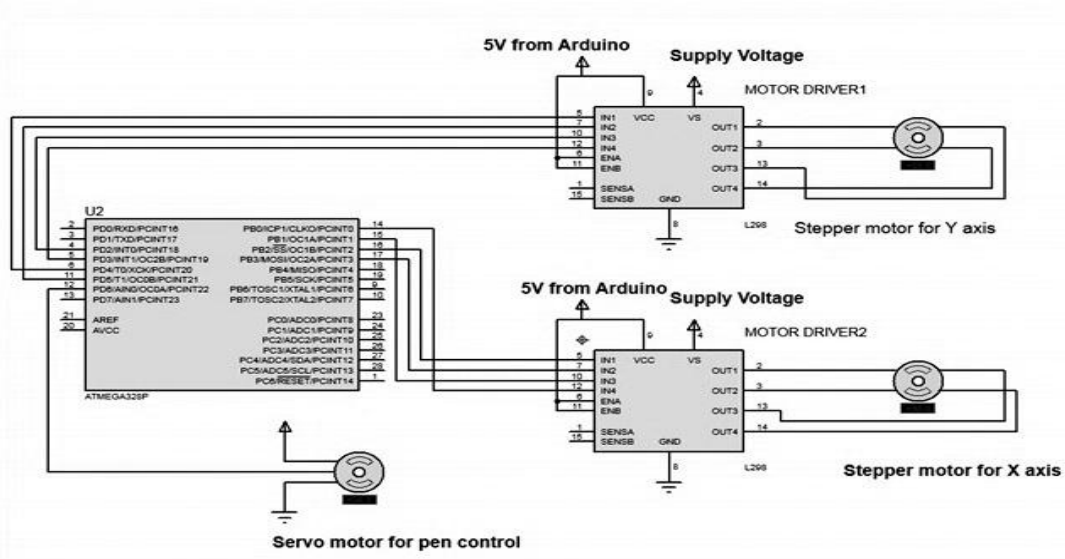 5V from Arduino
Supply Voltage
MOTOR DRIVER1
9
4
5 IN1 VCC VS OUT1 2
7 IN2 OUT2 3
10 IN3 OUT3 13
12 IN4 OUT4 14
6 ENA
11 ENB
1 SENSA
15 SENSB GND
8
L298
Stepper motor for Y axis
U2
2 PD0/RXD/PCINT16 PB0/ICP1/CLKO/PCINT0 14
3 PD1/TXD/PCINT17 PB1/OC1A/PCINT1 15
4 PD2/INT0/PCINT18 PB2/SS/OC1B/PCINT2 16
5 PD3/INT1/OC2B/PCINT19 PB3/MOSI/OC2A/PCINT3 17
6 PD4/T0/XCK/PCINT20 PB4/MISO/PCINT4 18
11 PD5/T1/OC0B/PCINT21 PB5/SCK/PCINT5 19
12 PD6/AIN0/OC0A/PCINT22 PB6/TOSC1/XTAL1/PCINT6 9
13 PD7/AIN1/PCINT23 PB7/TOSC2/XTAL2/PCINT7 10
21 AREF PC0/ADC0/PCINT8 23
20 AVCC PC1/ADC1/PCINT9 24
PC2/ADC2/PCINT10 25
PC3/ADC3/PCINT11 26
PC4/ADC4/SDA/PCINT12 27
PC5/ADC5/SCL/PCINT13 28
PC6/RESET/PCINT14 1
ATMEGA328P
5V from Arduino
Supply Voltage
MOTOR DRIVER2
9
4
5 IN1 VCC VS OUT1 2
7 IN2 OUT2 3
10 IN3 OUT3 13
12 IN4 OUT4 14
6 ENA
11 ENB
1 SENSA
15 SENSB GND
8
L298
Stepper motor for X axis
Servo motor for pen control